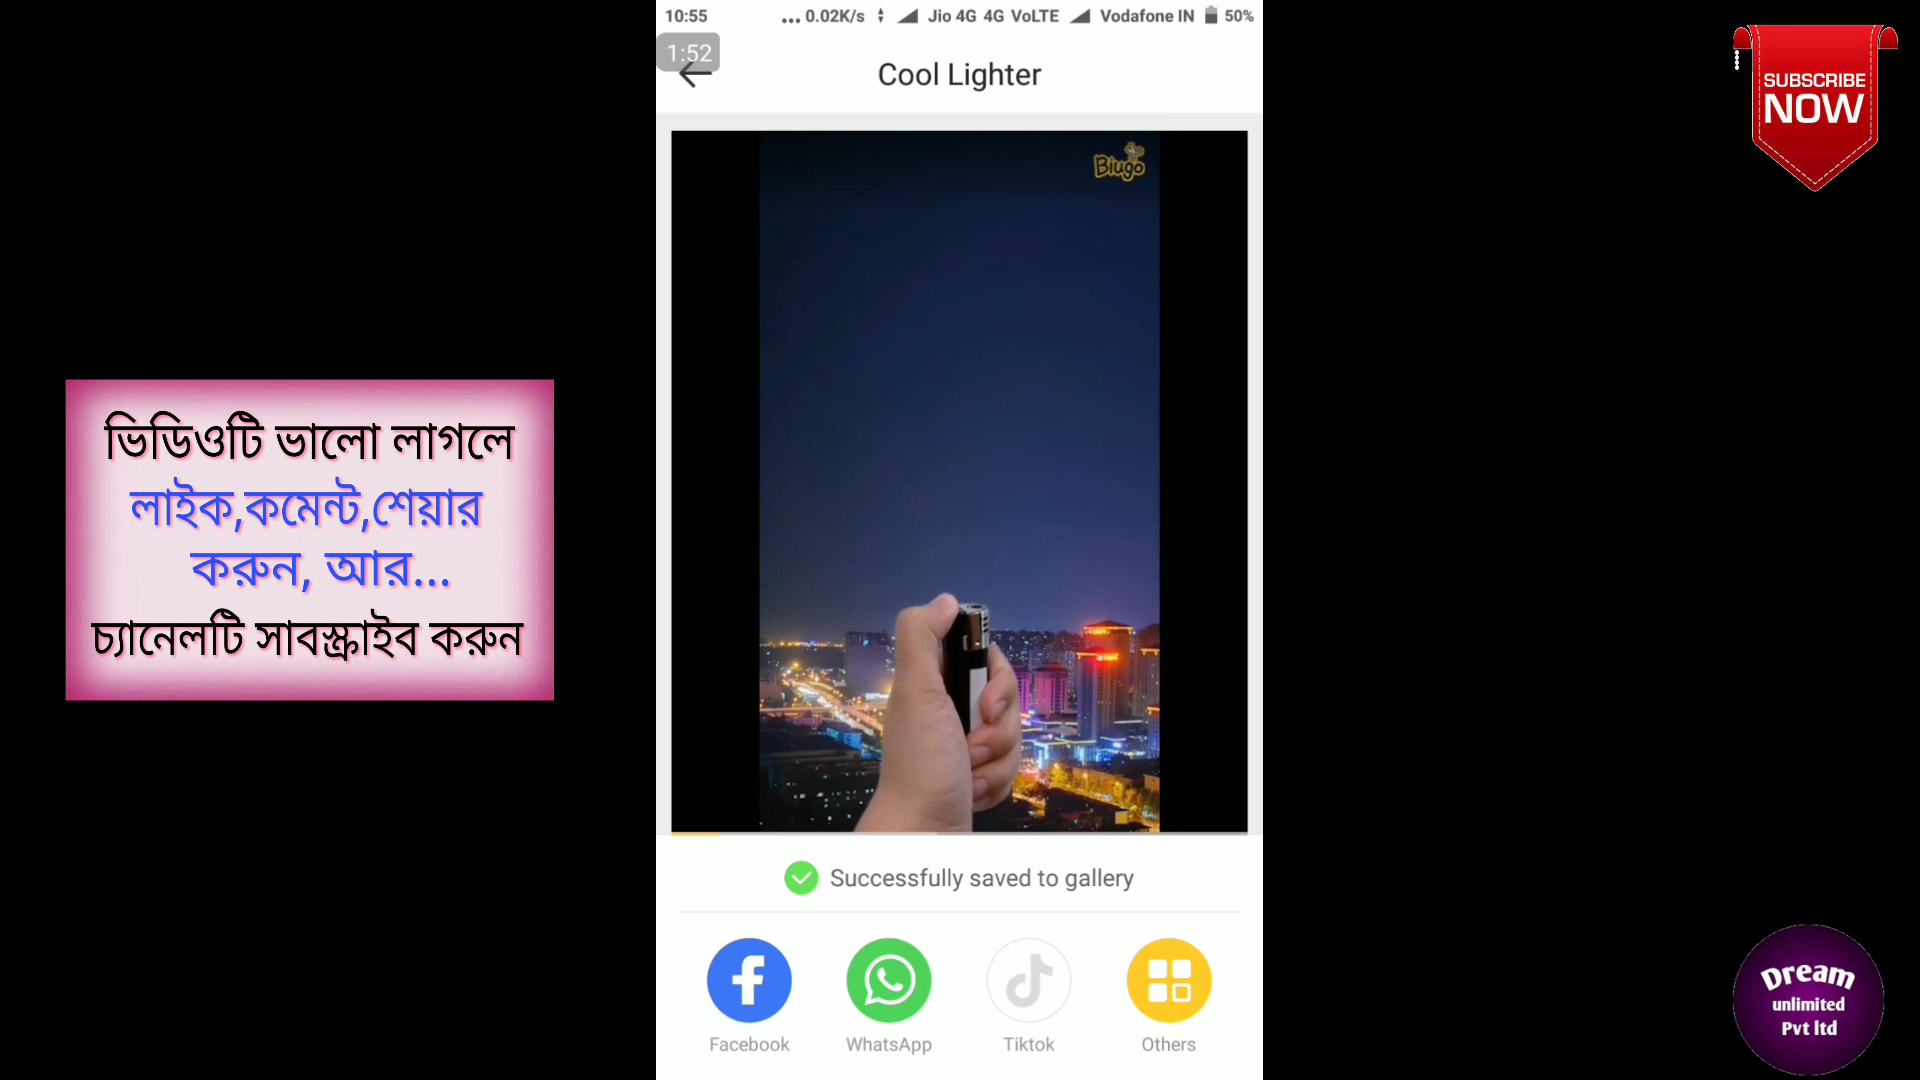 10:55
... 0.02K/s Jio 4G 4G VoLTE Vodafone IN 50%
1:52
Cool Lighter
Biugo
SUBSCRIBE
NOW
ভিডিওটি ভালো লাগলে
লাইক,কমেন্ট,শেয়ার
করুন, আর...
চ্যানেলটি সাবস্ক্রাইব করুন
Successfully saved to gallery
Facebook
WhatsApp
Tiktok
Others
Dream
unlimited
Pvt ltd